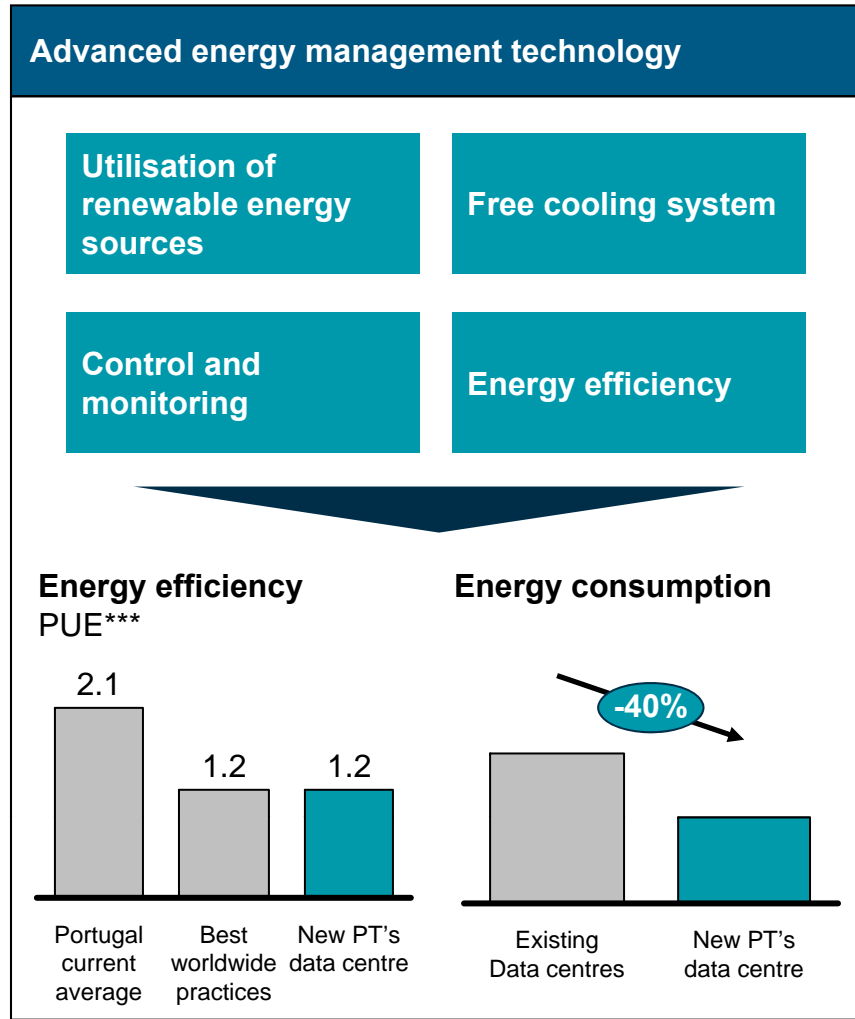 Advanced energy management technology
Utilisation of
renewable energy
sources
Free cooling system
Control and
monitoring
Energy efficiency
Energy efficiency
PUE***
2.1
1.2
1.2
Portugal
current
average
Best
worldwide
practices
New PT's
data centre
Energy consumption
-40%
Existing
Data centres
New PT's
data centre